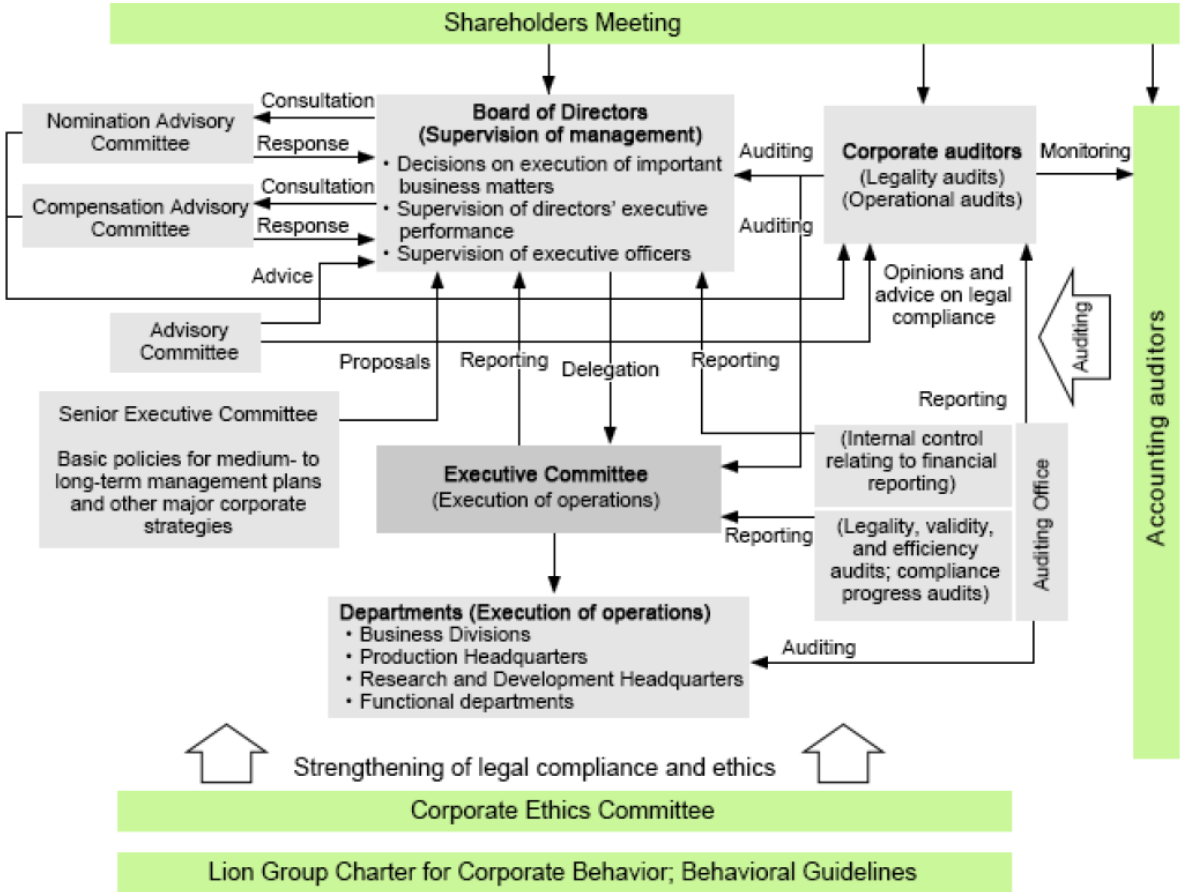 Shareholders Meeting
Consultation
Nomination Advisory
Committee
Response
Consultation
Compensation Advisory
Committee
Response
Advice
Advisory
Committee
Board of Directors
(Supervision of management)
・Decisions on execution of important
business matters
・Supervision of directors' executive
performance
・Supervision of executive officers
Auditing
Auditing
Corporate auditors
(Legality audits)
(Operational audits)
Monitoring
Opinions and
advice on legal
compliance
Auditing
Accounting auditors
Proposals
Reporting
Delegation
Reporting
Reporting
Senior Executive Committee
Basic policies for medium- to
long-term management plans
and other major corporate
strategies
Executive Committee
(Execution of operations)
(Internal control
relating to financial
reporting)
Reporting
(Legality, validity,
and efficiency
audits; compliance
progress audits)
Auditing Office
Departments (Execution of operations)
・Business Divisions
・Production Headquarters
・Research and Development Headquarters
・Functional departments
Auditing
Strengthening of legal compliance and ethics
Corporate Ethics Committee
Lion Group Charter for Corporate Behavior; Behavioral Guidelines